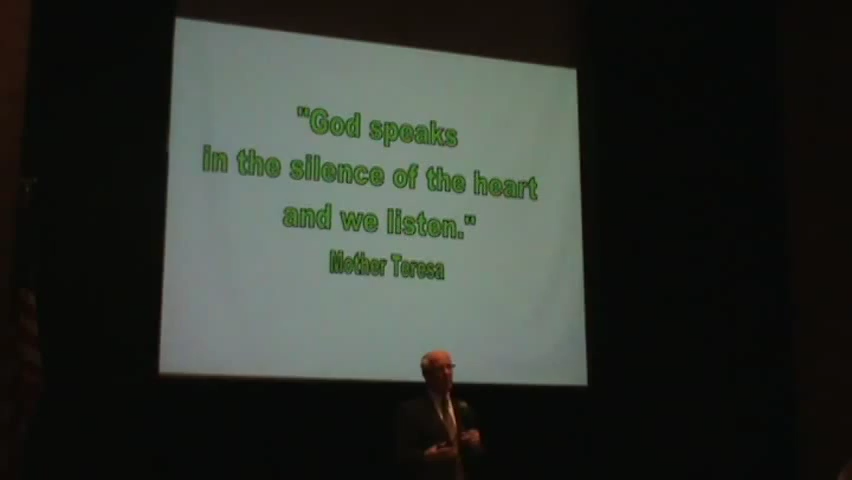 "God speaks
in the silence of the heart
and we listen."
Mother Teresa